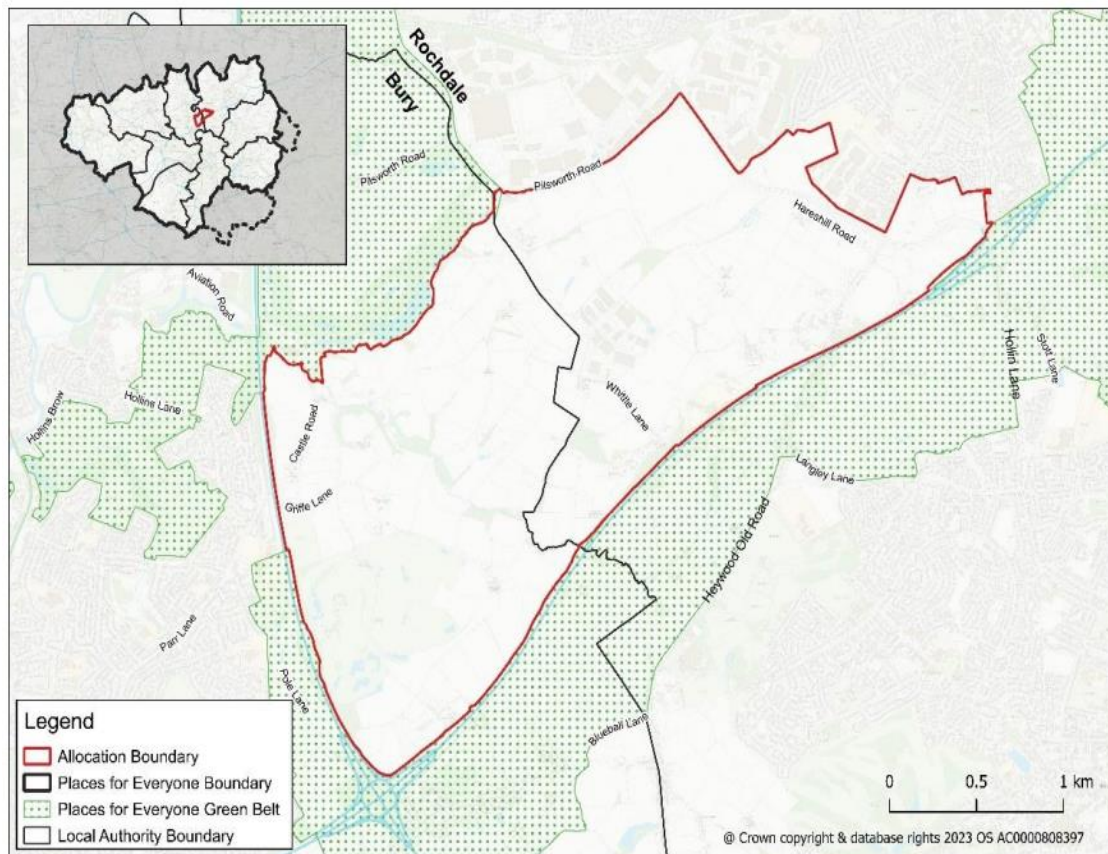 Rochdale
Bury
Pilsworth Road
Pilsworth Road
Hareshill Road
Aviation Road
Hollins Lane
Hollins Brow
Castle Road
Griffe Lane
Whittle Lane
Hollin Lane
Stott Lane
Langley Lane
Heywood Old Road
Parr Lane
Pole Lane
Blueball Lane
Legend
Allocation Boundary
Places for Everyone Boundary
Places for Everyone Green Belt
Local Authority Boundary
0 0.5 1 km
@ Crown copyright & database rights 2023 OS AC0000808397